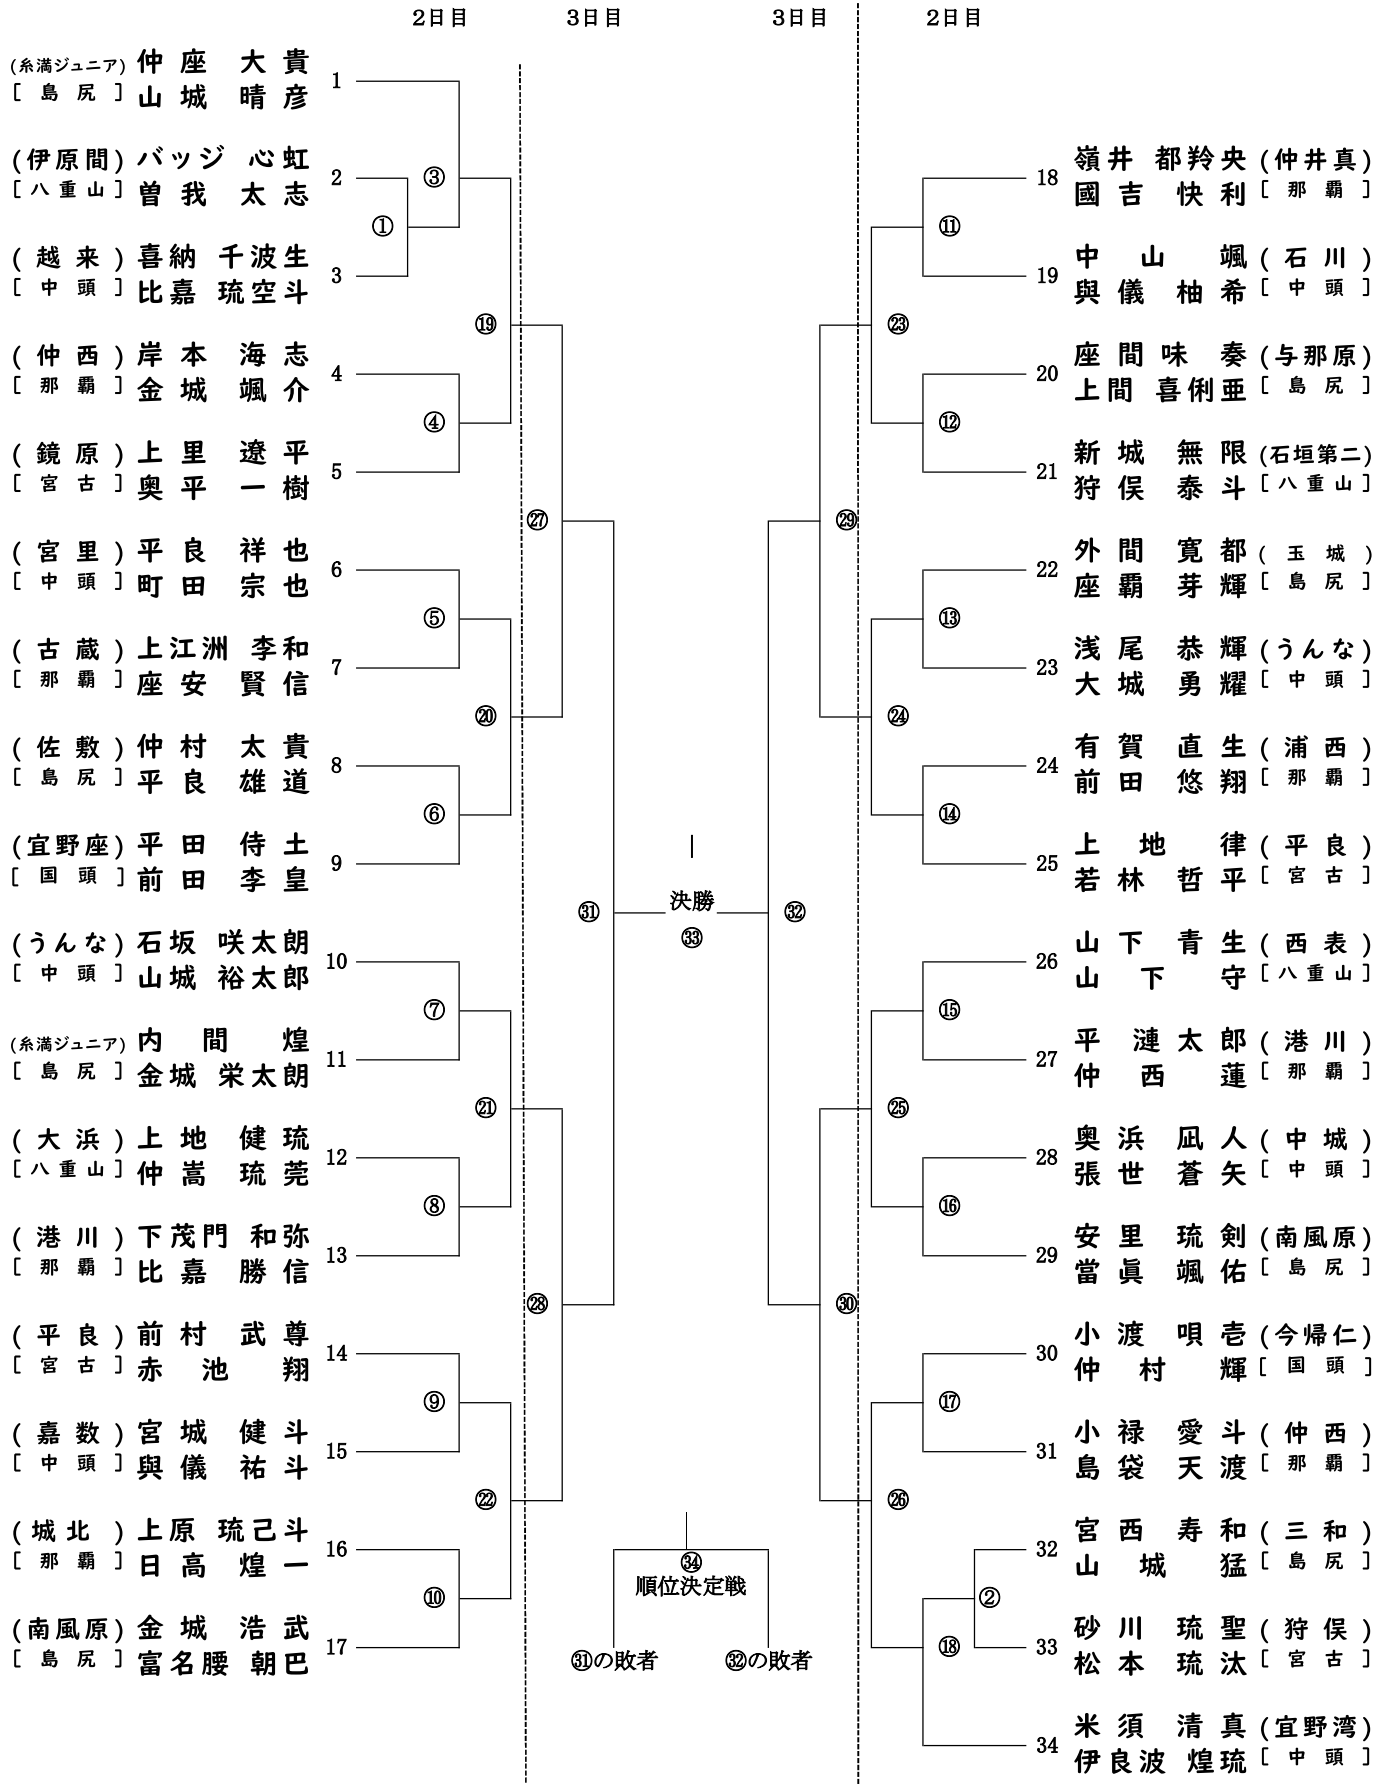 2日目 3日目 3日目 2日目
(糸満ジュニア) 仲座 大貴 1
[島尻] 山城 晴彦
(伊原間) バッジ 心虹 2
[八重山] 曽我 太志
(越来) 喜納 千波生 3
[中頭] 比嘉 琉空斗
(仲西) 岸本 海志 4
[那覇] 金城 颯介
(鏡原) 上里 遼平 5
[宮古] 奥平 一樹
(宮里) 平良 祥也 6
[中頭] 町田 宗也
(古蔵) 上江洲 李和 7
[那覇] 座安 賢信
(佐敷) 仲村 太貴 8
[島尻] 平良 雄道
(宜野座) 平田 侍土 9
[国頭] 前田 李皇
(うんな) 石坂 咲太朗 10
[中頭] 山城 裕太郎
(糸満ジュニア) 内間 煌 11
[島尻] 金城 栄太朗
(大浜) 上地 健琉 12
[八重山] 仲嵩 琉莞
(港川) 下茂門 和弥 13
[那覇] 比嘉 勝信
(平良) 前村 武尊 14
[宮古] 赤池 翔
(嘉数) 宮城 健斗 15
[中頭] 與儀 祐斗
(城北) 上原 琉己斗 16
[那覇] 日高 煌一
(南風原) 金城 浩武 17
[島尻] 富名腰 朝巴
①
③
④
⑤
⑥
⑦
⑧
⑨
⑩
⑲
⑳
㉑
㉒
㉗
㉘
㉛
決勝
㉝
㉜
㉞
順位決定戦
㉛の敗者 ㉜の敗者
㉙
㉚
㉓
㉔
㉕
㉖
⑪
⑫
⑬
⑭
⑮
⑯
⑰
②
⑱
18 嶺井 都羚央 (仲井真)
國吉 快利 [那覇]
19 中山 颯 (石川)
與儀 柚希 [中頭]
20 座間味 奏 (与那原)
上間 喜俐亜 [島尻]
21 新城 無限 (石垣第二)
狩俣 泰斗 [八重山]
22 外間 寛都 (玉城)
座覇 芽輝 [島尻]
23 浅尾 恭輝 (うんな)
大城 勇耀 [中頭]
24 有賀 直生 (浦西)
前田 悠翔 [那覇]
25 上地 律 (平良)
若林 哲平 [宮古]
26 山下 青生 (西表)
山下 守 [八重山]
27 平 漣太郎 (港川)
仲西 蓮 [那覇]
28 奥浜 凪人 (中城)
張世 蒼矢 [中頭]
29 安里 琉剣 (南風原)
當眞 颯佑 [島尻]
30 小渡 唄壱 (今帰仁)
仲村 輝 [国頭]
31 小禄 愛斗 (仲西)
島袋 天渡 [那覇]
32 宮西 寿和 (三和)
山城 猛 [島尻]
33 砂川 琉聖 (狩俣)
松本 琉汰 [宮古]
34 米須 清真 (宜野湾)
伊良波 煌琉 [中頭]